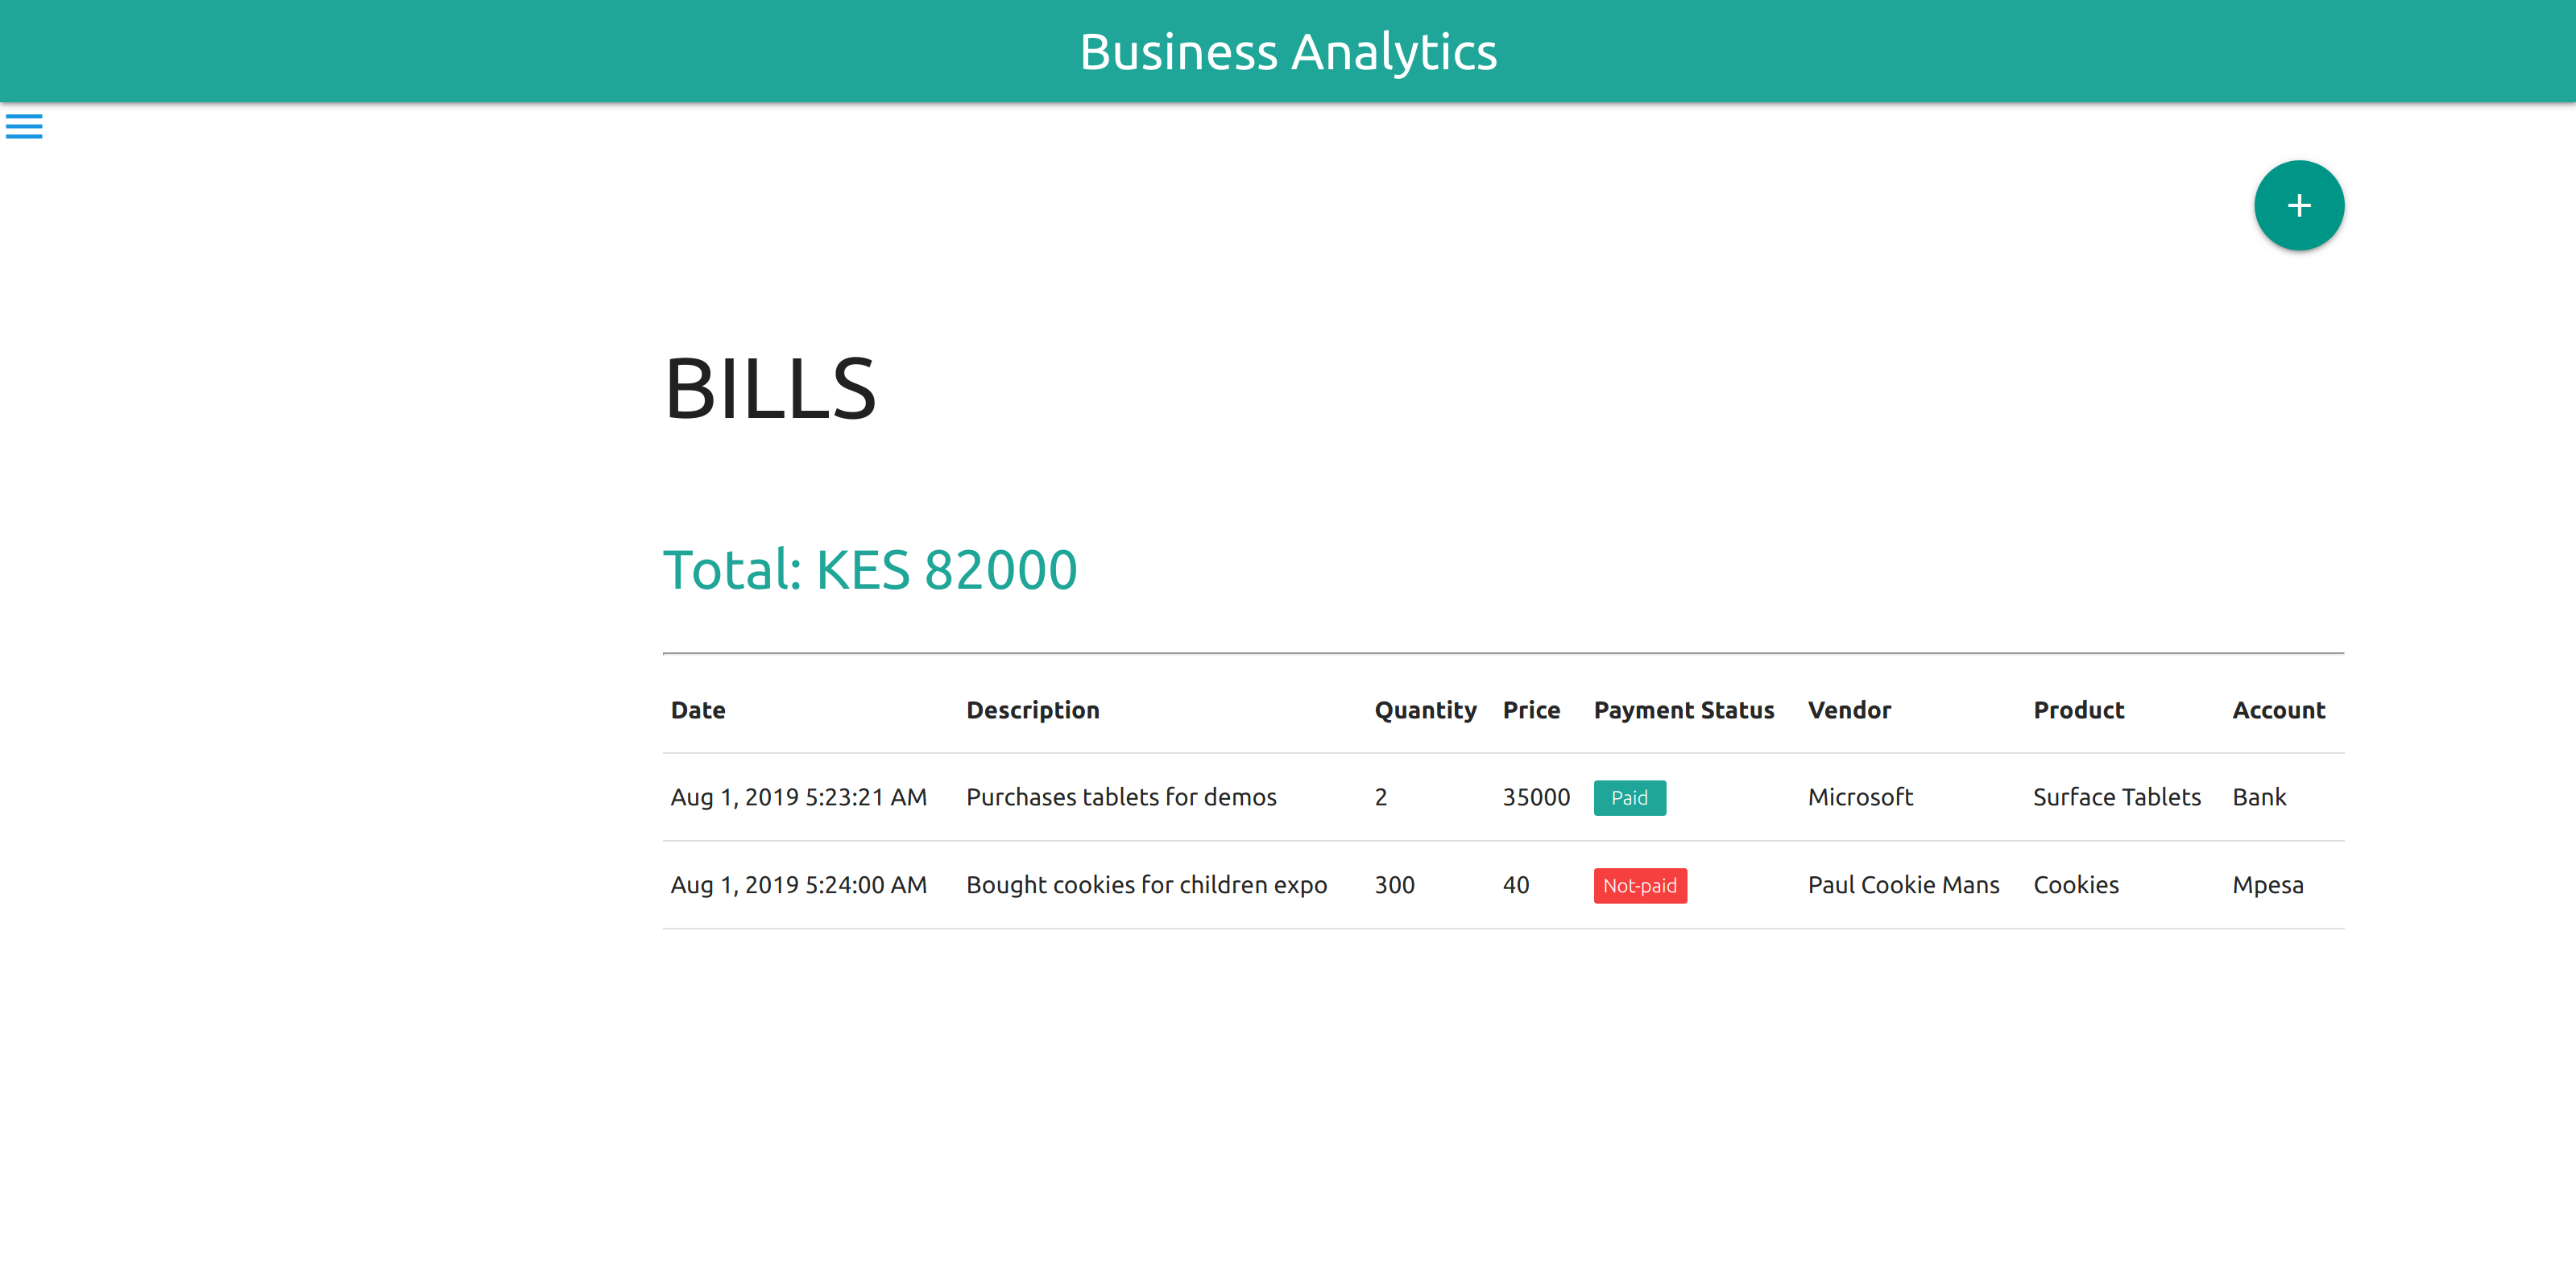 Business Analytics
+
BILLS
Total: KES 82000
Date Description Quantity Price Payment Status Vendor Product Account
Aug 1, 2019 5:23:21 AM Purchases tablets for demos 2 35000 Paid Microsoft Surface Tablets Bank
Aug 1, 2019 5:24:00 AM Bought cookies for children expo 300 40 Not-paid Paul Cookie Mans Cookies Mpesa